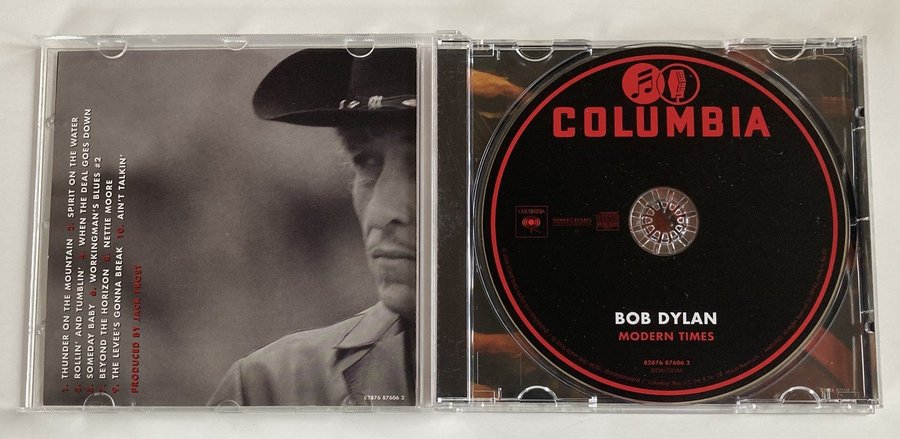 1. THUNDER ON THE MOUNTAIN 2. SPIRIT ON THE WATER
3. ROLLIN' AND TUMBLIN' 4. WHEN THE DEAL GOES DOWN
5. SOMEDAY BABY 6. WORKINGMAN'S BLUES #2
7. BEYOND THE HORIZON 8. NETTIE MOORE
9. THE LEVEE'S GONNA BREAK 10. AIN'T TALKIN'
PRODUCED BY JACK FROST
82876 87606 2
COLUMBIA
COLUMBIA
BOB DYLAN
MODERN TIMES
82876 87606 2